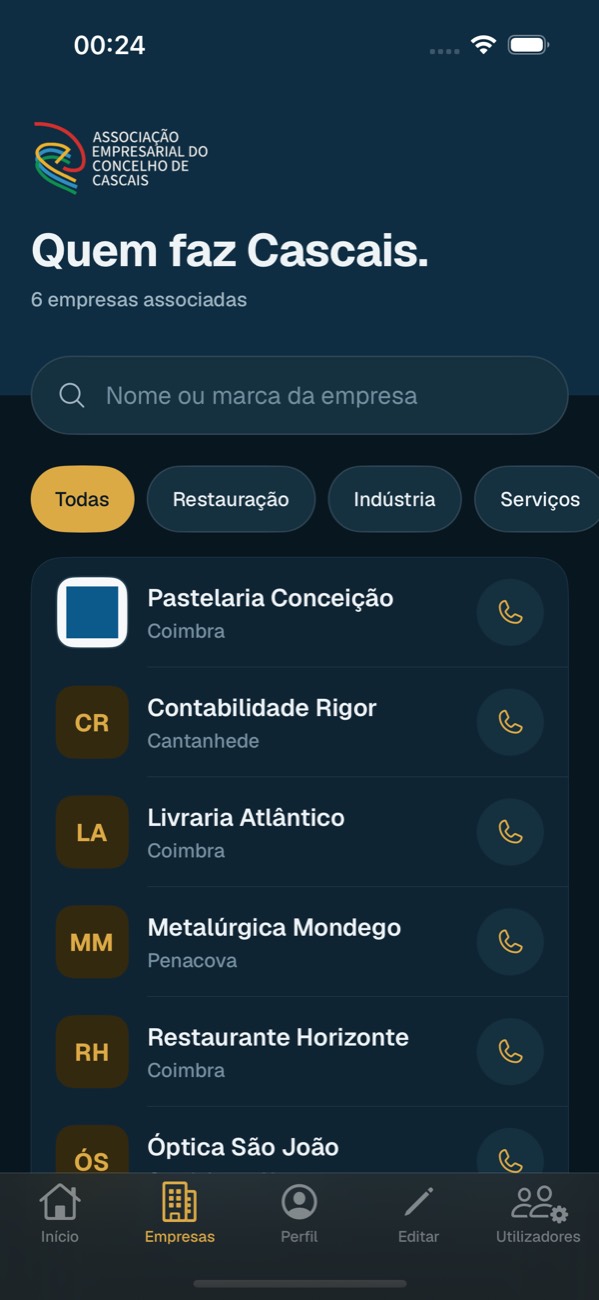 00:24
ASSOCIAÇÃO
EMPRESARIAL DO
CONCELHO DE
CASCAIS
Quem faz Cascais.
6 empresas associadas
Nome ou marca da empresa
Todas
Restauração
Indústria
Serviços
Pastelaria Conceição
Coimbra
CR
Contabilidade Rigor
Cantanhede
LA
Livraria Atlântico
Coimbra
MM
Metalúrgica Mondego
Penacova
RH
Restaurante Horizonte
Coimbra
ÓS
Óptica São João
Início
Empresas
Perfil
Editar
Utilizadores